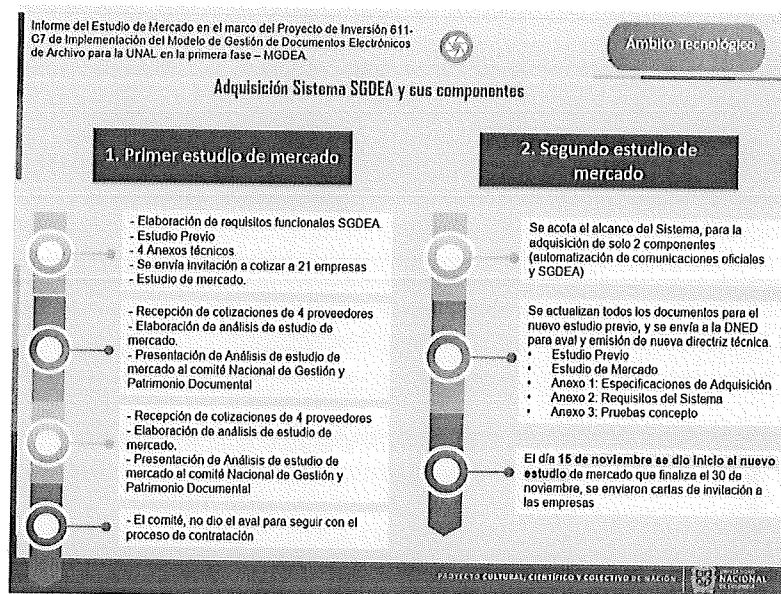 Informe del Estudio de Mercado en el marco del Proyecto de Inversión 611-
C7 de Implementación del Modelo de Gestión de Documentos Electrónicos
de Archivo para la UNAL en la primera fase – MGDEA
Ámbito Tecnológico
Adquisición Sistema SGDEA y sus componentes
1. Primer estudio de mercado
- Elaboración de requisitos funcionales SGDEA
- Estudio Previo
- 4 Anexos técnicos
- Se envía invitación a cotizar a 21 empresas
- Estudio de mercado.
- Recepción de cotizaciones de 4 proveedores
- Elaboración de análisis de estudio de
mercado.
- Presentación de Análisis de estudio de
mercado al comité Nacional de Gestión y
Patrimonio Documental
- Recepción de cotizaciones de 4 proveedores
- Elaboración de análisis de estudio de
mercado.
- Presentación de Análisis de estudio de
mercado al comité Nacional de Gestión y
Patrimonio Documental
- El comité, no dio el aval para seguir con el
proceso de contratación
2. Segundo estudio de
mercado
Se acota el alcance del Sistema, para la
adquisición de solo 2 componentes
(automatización de comunicaciones oficiales
y SGDEA)
Se actualizan todos los documentos para el
nuevo estudio previo, y se envía a la DNED
para aval y emisión de nueva directriz técnica.
• Estudio Previo
• Estudio de Mercado
• Anexo 1: Especificaciones de Adquisición
• Anexo 2: Requisitos del Sistema
• Anexo 3: Pruebas concepto
El día 15 de noviembre se dio inicio al nuevo
estudio de mercado que finaliza el 30 de
noviembre, se enviaron cartas de invitación a
las empresas
PROYECTO CULTURAL, CIENTÍFICO Y COLECTIVO DE NACIÓN
UNIVERSIDAD
NACIONAL
DE COLOMBIA